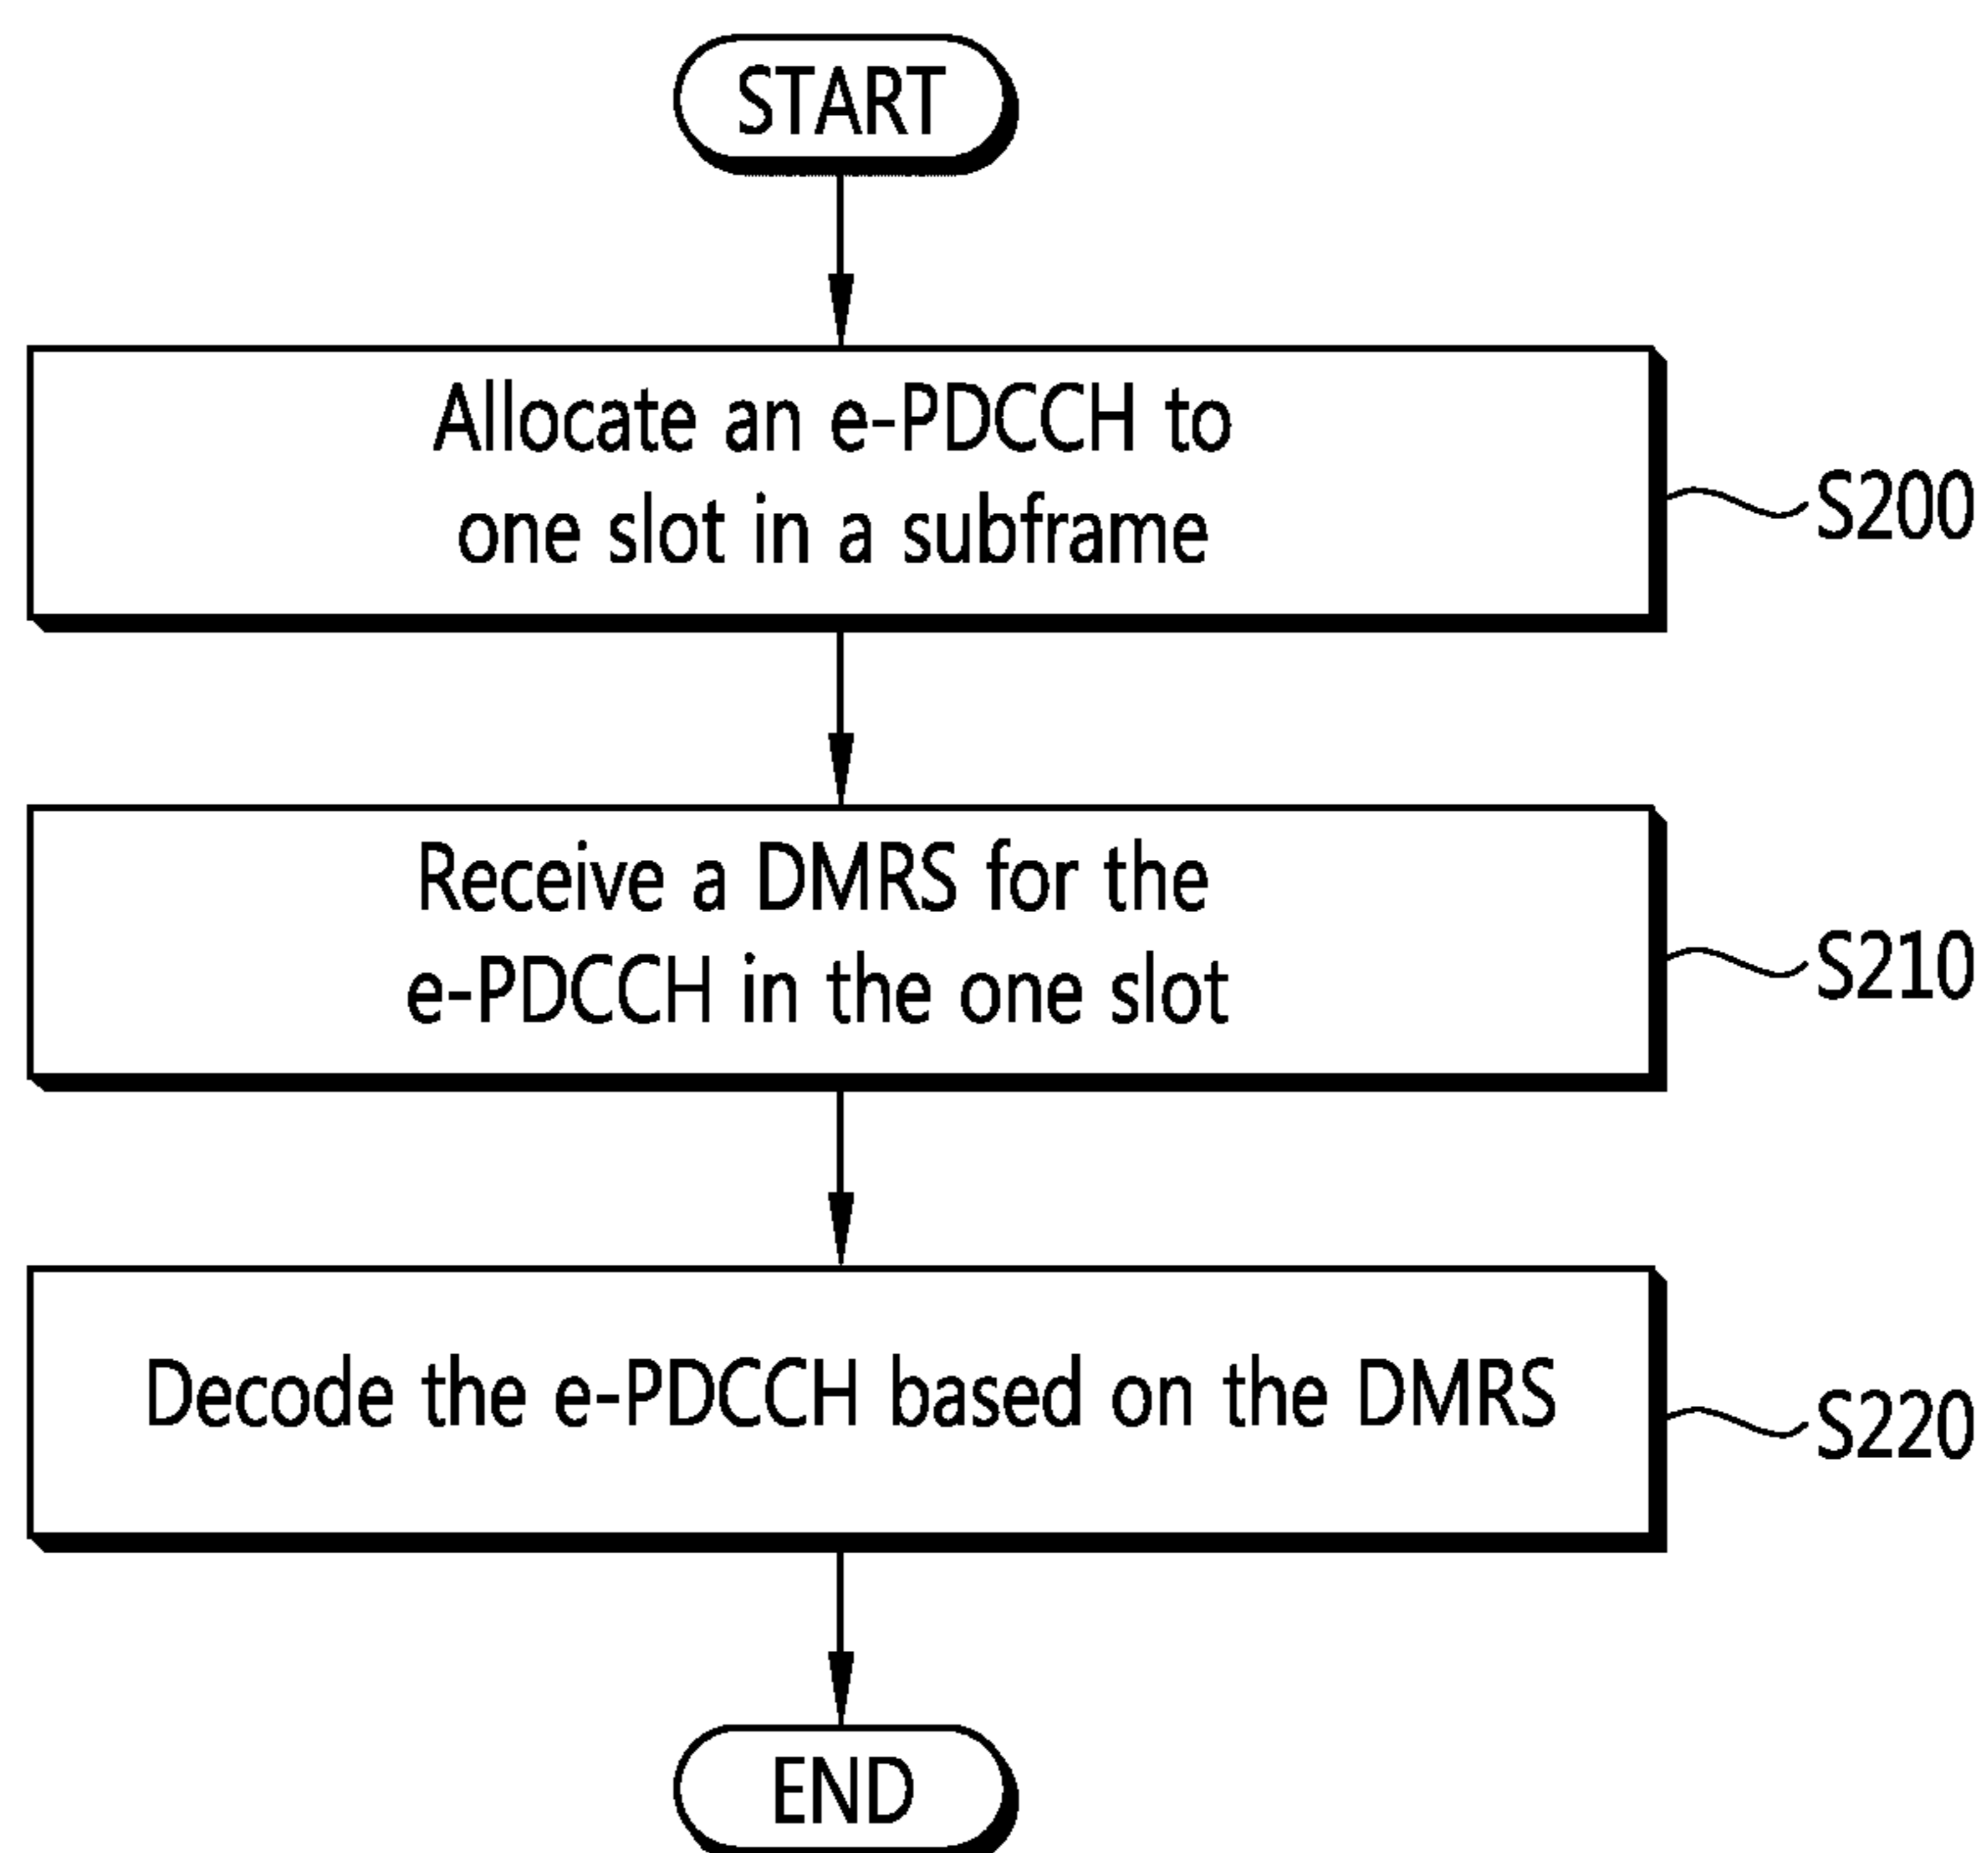 START
Allocate an e-PDCCH to
one slot in a subframe
S200
Receive a DMRS for the
e-PDCCH in the one slot
S210
Decode the e-PDCCH based on the DMRS
S220
END